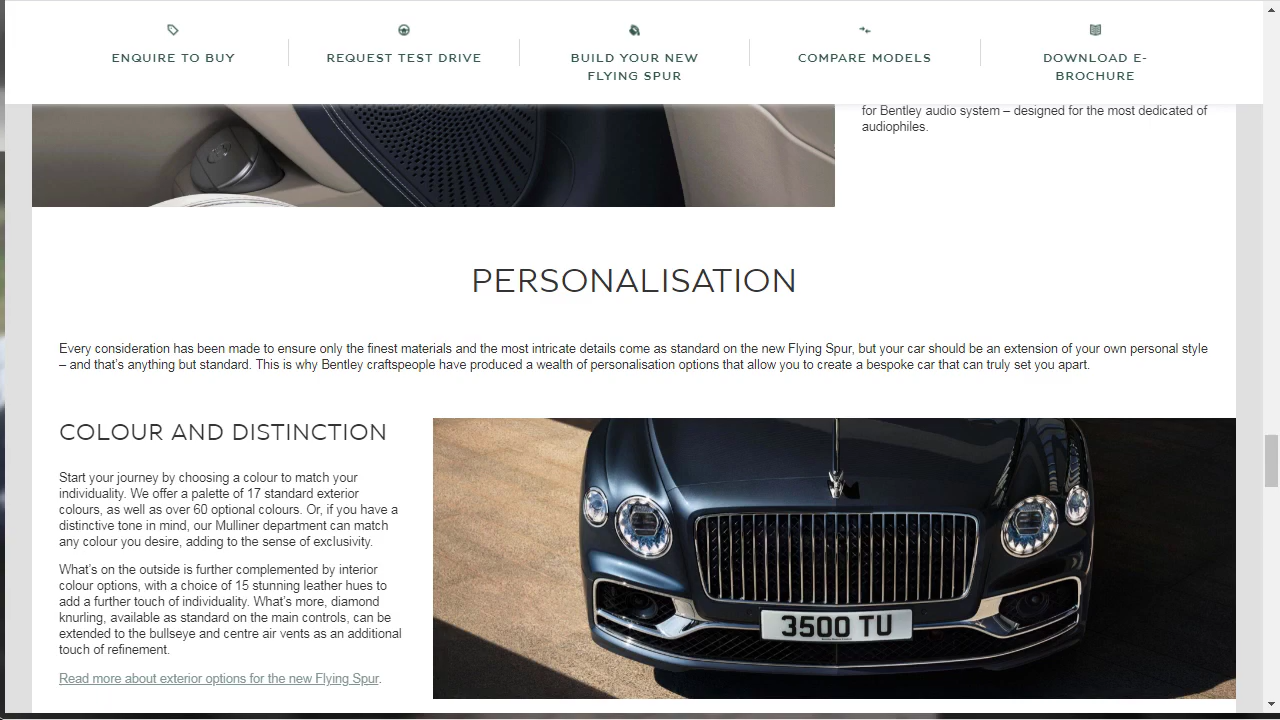 ENQUIRE TO BUY
REQUEST TEST DRIVE
BUILD YOUR NEW
FLYING SPUR
COMPARE MODELS
DOWNLOAD E-
BROCHURE
for Bentley audio system – designed for the most dedicated of
audiophiles.
PERSONALISATION
Every consideration has been made to ensure only the finest materials and the most intricate details come as standard on the new Flying Spur, but your car should be an extension of your own personal style
– and that's anything but standard. This is why Bentley craftspeople have produced a wealth of personalisation options that allow you to create a bespoke car that can truly set you apart.
COLOUR AND DISTINCTION
Start your journey by choosing a colour to match your
individuality. We offer a palette of 17 standard exterior
colours, as well as over 60 optional colours. Or, if you have a
distinctive tone in mind, our Mulliner department can match
any colour you desire, adding to the sense of exclusivity.
What's on the outside is further complemented by interior
colour options, with a choice of 15 stunning leather hues to
add a further touch of individuality. What's more, diamond
knurling, available as standard on the main controls, can be
extended to the bullseye and centre air vents as an additional
touch of refinement.
Read more about exterior options for the new Flying Spur.
3500 TU